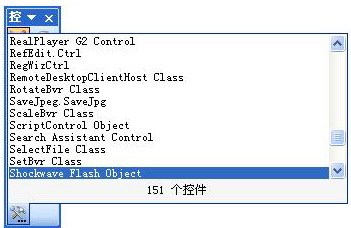 控
RealPlayer G2 Control
RefEdit.Ctrl
RegWizCtrl
RemoteDesktopClientHost Class
RotateBvr Class
SaveJpeg.SaveJpg
ScaleBvr Class
ScriptControl Object
Search Assistant Control
SelectFile Class
SetBvr Class
Shockwave Flash Object
151 个控件